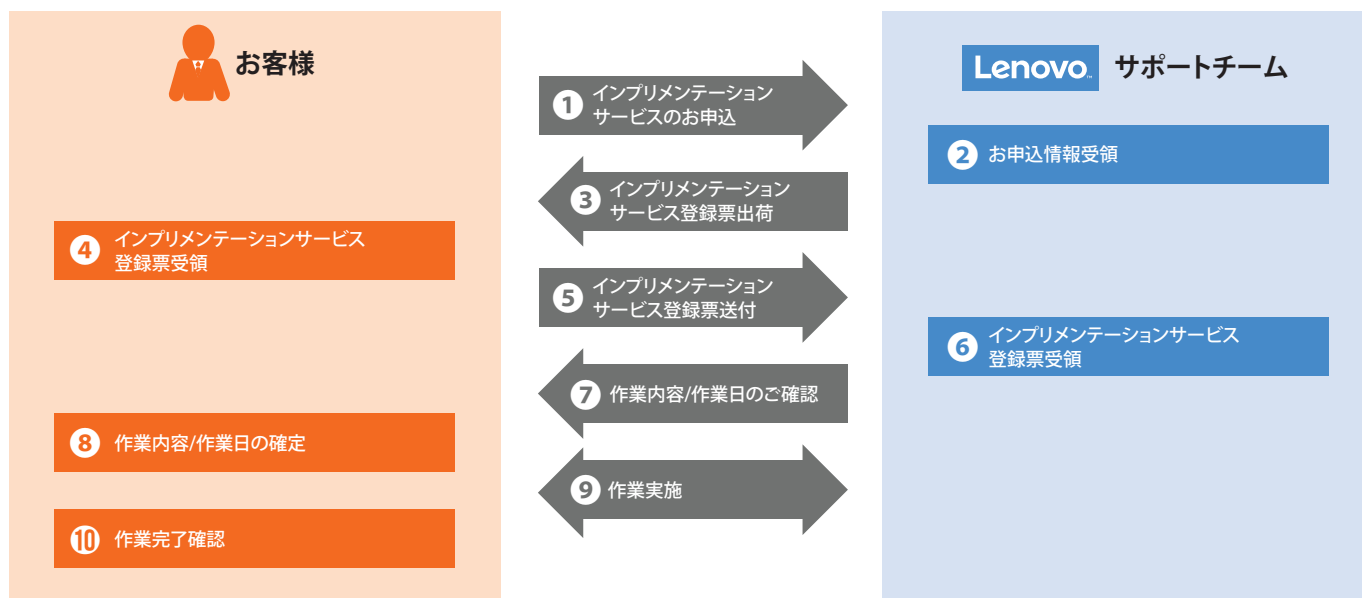 お客様
Lenovo サポートチーム
1 インプリメンテーション
サービスのお申込
2 お申込情報受領
3 インプリメンテーション
サービス登録票出荷
4 インプリメンテーションサービス
登録票受領
5 インプリメンテーション
サービス登録票送付
6 インプリメンテーションサービス
登録票受領
7 作業内容/作業日のご確認
8 作業内容/作業日の確定
9 作業実施
10 作業完了確認